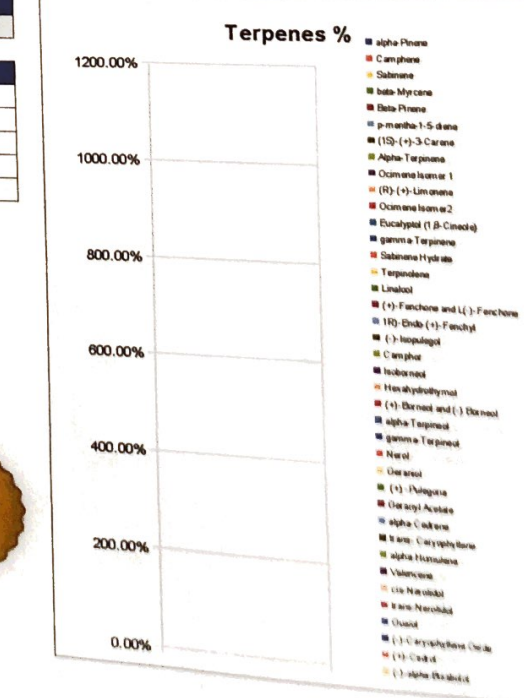 Terpenes %
1200.00%
1000.00%
800.00%
600.00%
400.00%
200.00%
0.00%
alpha-Pinene
Camphene
Sabinene
beta-Myrcene
Beta-Pinene
p-mentha-1-5-diene
(1S)-(+)-3-Carene
Alpha-Terpinene
Ocimene Isomer 1
(R)-(+)-Limonene
Ocimene Isomer2
Eucalyptol (1,8-Cineole)
gamma-Terpinene
Sabinene Hydrate
Terpinolene
Linalool
(+)-Fenchone and L(-)-Fenchone
1R)-Endo (+)-Fenchyl
(-)-Isopulegol
Camphor
Isoborneol
Hexahydrothymol
(+)-Borneol and (-) Borneol
alpha-Terpineol
gamma-Terpineol
Nerol
Geraniol
(+)-Pulegone
Geranyl Acetate
alpha-Cedrene
trans-Caryophyllene
alpha-Humulene
Valencene
cis-Nerolidol
trans-Nerolidol
Guaiol
(-)-Caryophyllene Oxide
(+)-Cedrol
(-)-alpha-Bisabolol